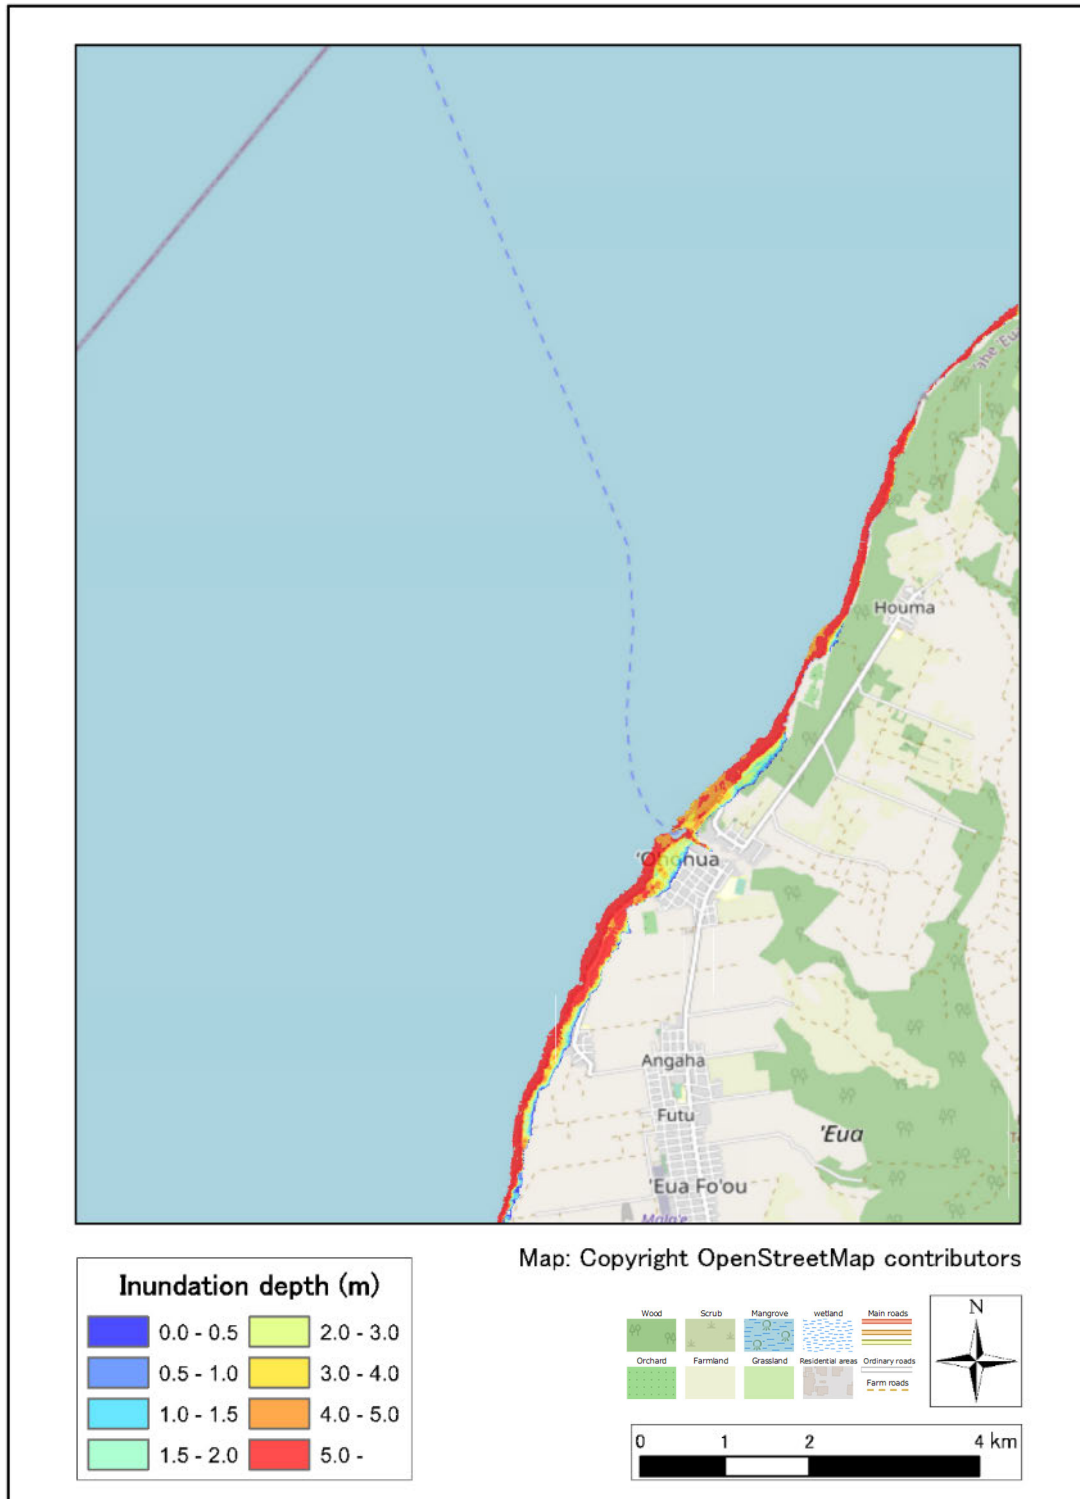 'ahe 'Eu
Houma
'Ohonua
Angaha
Futu
'Eua
'Eua Fo'ou
Mala'e
Map: Copyright OpenStreetMap contributors
Inundation depth (m)
0.0 - 0.5
2.0 - 3.0
0.5 - 1.0
3.0 - 4.0
1.0 - 1.5
4.0 - 5.0
1.5 - 2.0
5.0 -
Wood
Scrub
Mangrove
wetland
Main roads
Orchard
Farmland
Grassland
Residential areas
Ordinary roads
Farm roads
N
0 1 2 4 km